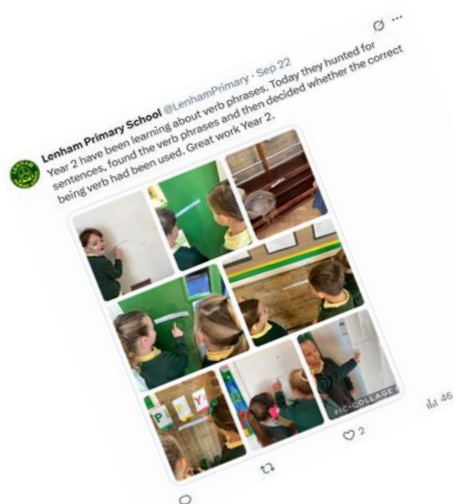 Lenham Primary School @LenhamPrimary · Sep 22
Year 2 have been learning about verb phrases. Today they hunted for
sentences, found the verb phrases and then decided whether the correct
being verb had been used. Great work Year 2.
P Y
PIC•COLLAGE
2
46